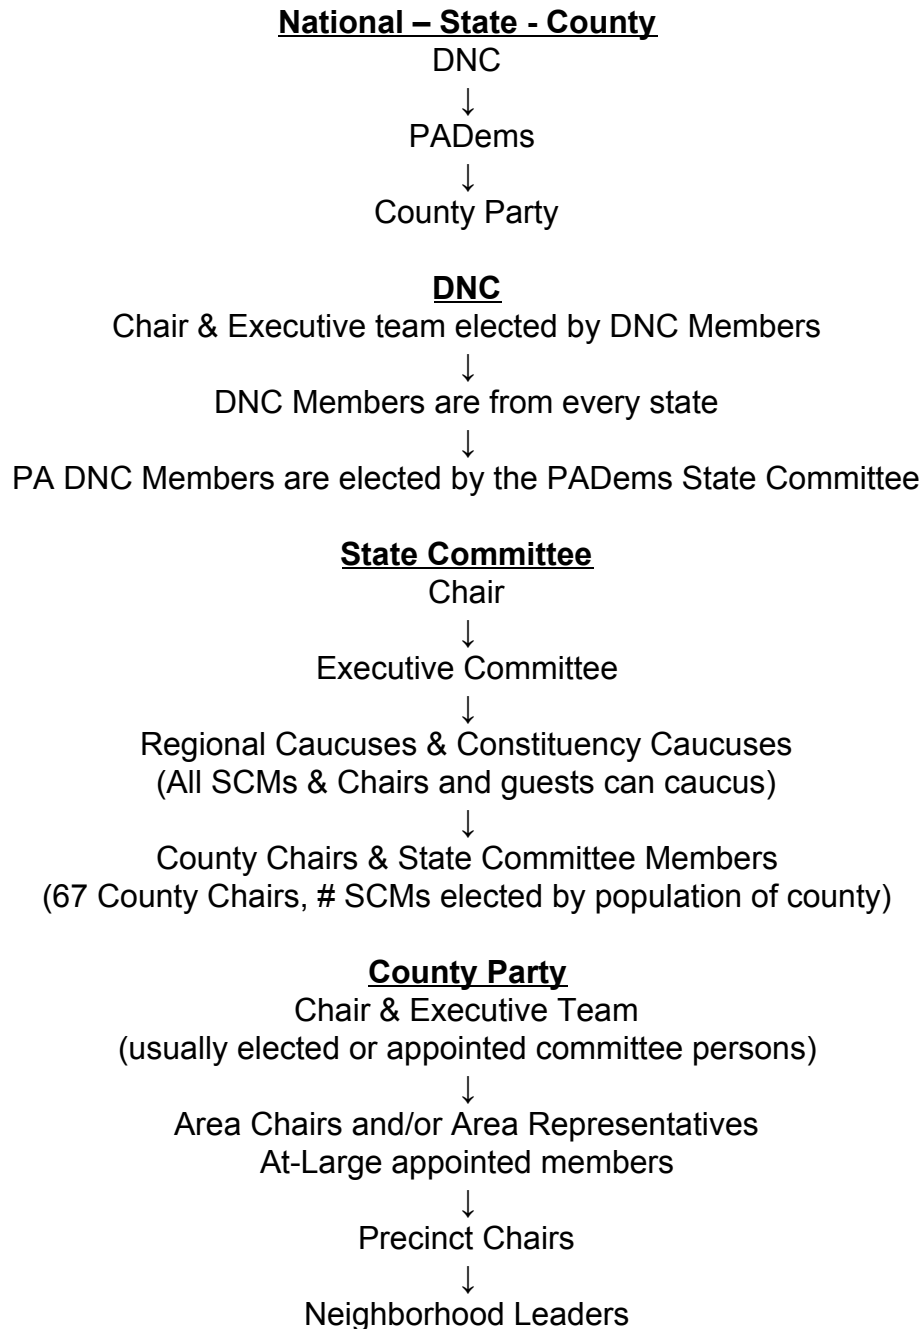 National – State - County
DNC
↓
PADems
↓
County Party
DNC
Chair & Executive team elected by DNC Members
↓
DNC Members are from every state
↓
PA DNC Members are elected by the PADems State Committee
State Committee
Chair
↓
Executive Committee
↓
Regional Caucuses & Constituency Caucuses
(All SCMs & Chairs and guests can caucus)
↓
County Chairs & State Committee Members
(67 County Chairs, # SCMs elected by population of county)
County Party
Chair & Executive Team
(usually elected or appointed committee persons)
↓
Area Chairs and/or Area Representatives
At-Large appointed members
↓
Precinct Chairs
↓
Neighborhood Leaders